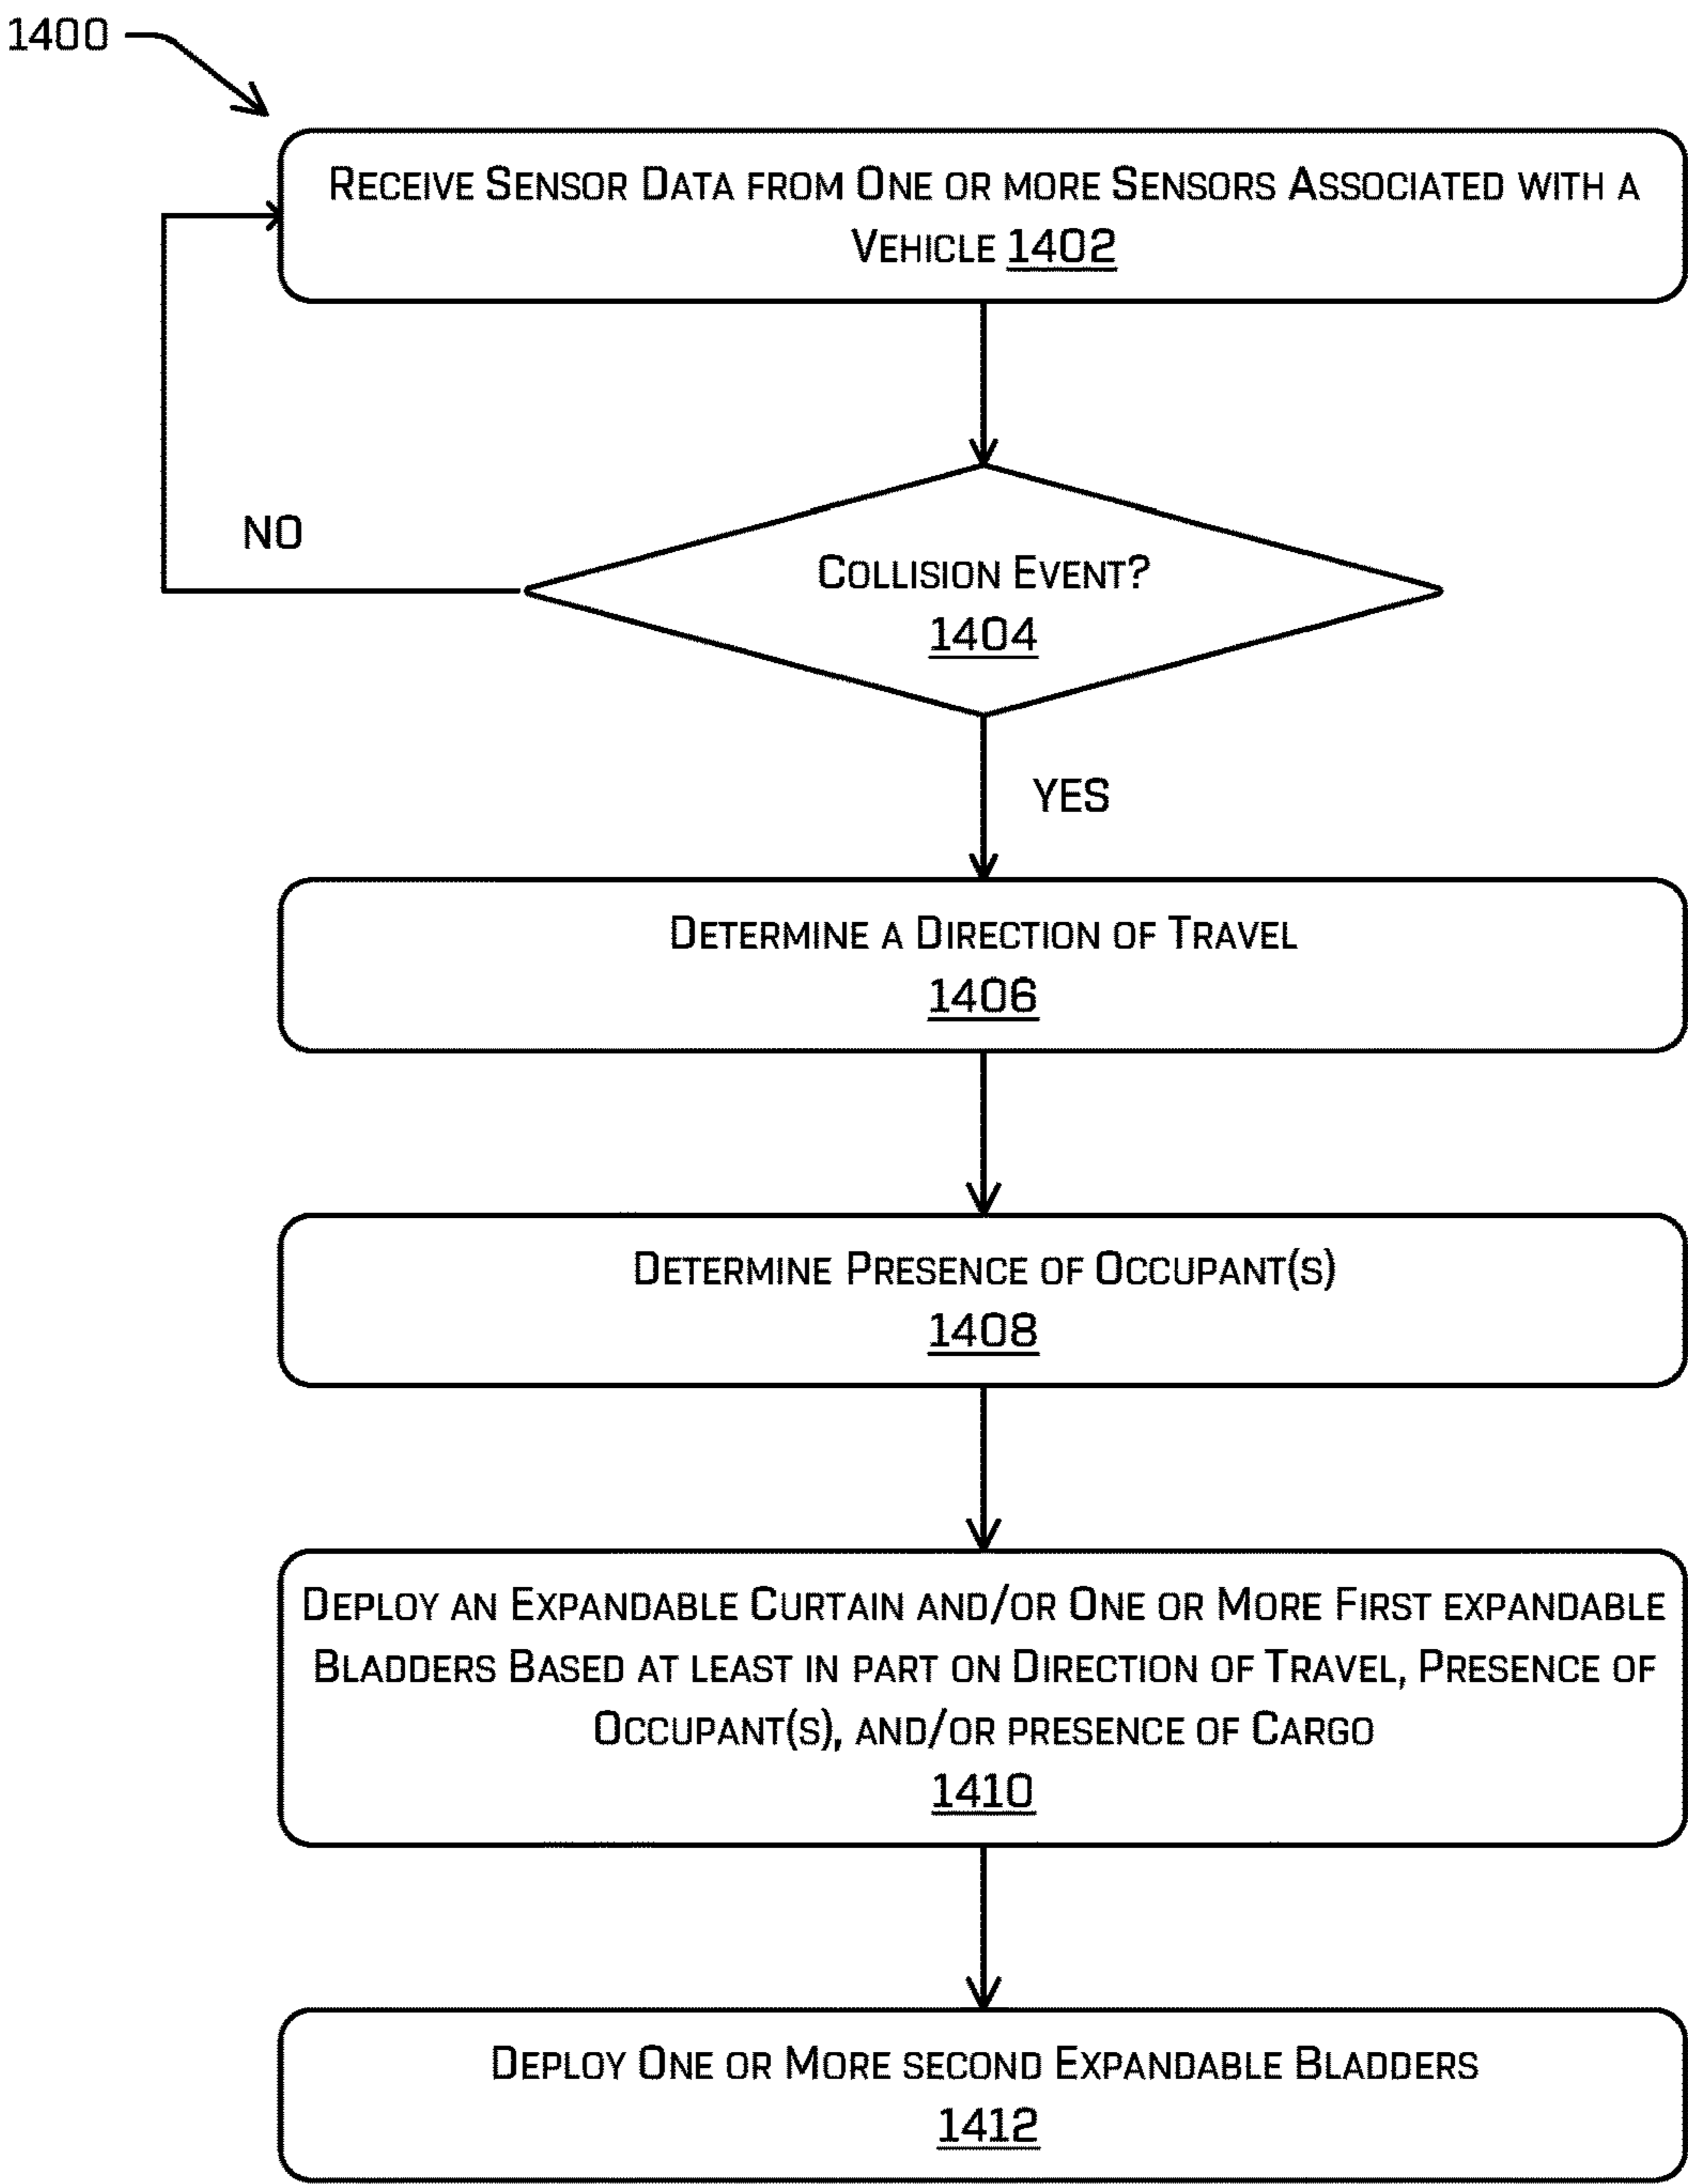 1400
Receive Sensor Data from One or more Sensors Associated with a
Vehicle 1402
Collision Event?
1404
NO
YES
Determine a Direction of Travel
1406
Determine Presence of Occupant(s)
1408
Deploy an Expandable Curtain and/or One or More First expandable
Bladders Based at least in part on Direction of Travel, Presence of
Occupant(s), and/or presence of Cargo
1410
Deploy One or More second Expandable Bladders
1412